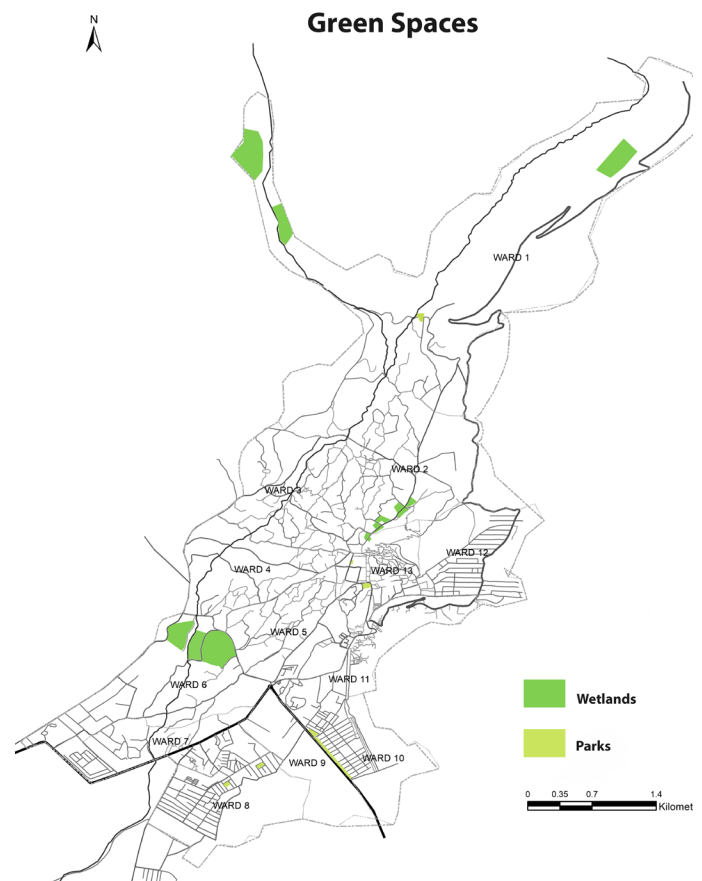 Green Spaces
N
WARD 1
WARD 2
WARD 3
WARD 12
WARD 4
WARD 13
WARD 5
WARD 11
WARD 6
Wetlands
WARD 7
Parks
WARD 10
WARD 9
WARD 8
0 0.35 0.7 1.4
Kilomet